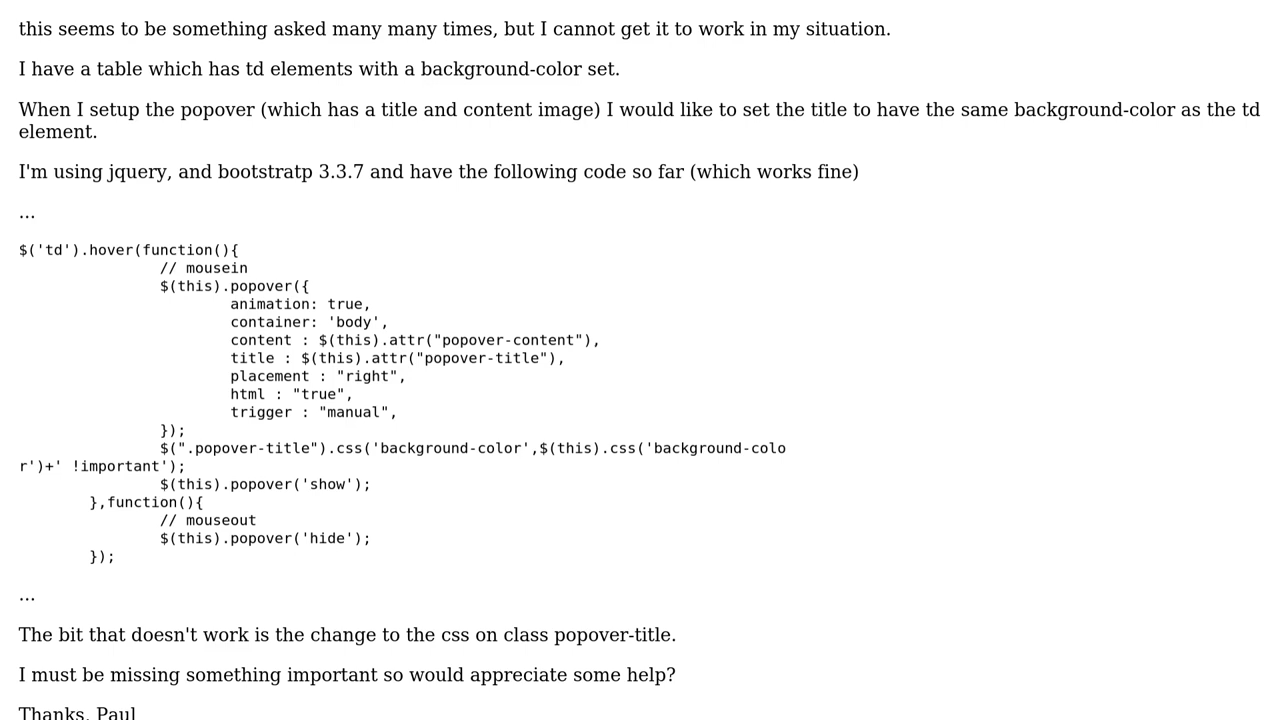 this seems to be something asked many many times, but I cannot get it to work in my situation.
I have a table which has td elements with a background-color set.
When I setup the popover (which has a title and content image) I would like to set the title to have the same background-color as the td
element.
I'm using jquery, and bootstratp 3.3.7 and have the following code so far (which works fine)
...
$('td').hover(function(){
                // mousein
                $(this).popover({
                        animation: true,
                        container: 'body',
                        content : $(this).attr("popover-content"),
                        title : $(this).attr("popover-title"),
                        placement : "right",
                        html : "true",
                        trigger : "manual",
                });
                $(".popover-title").css('background-color',$(this).css('background-colo
r')+' !important');
                $(this).popover('show');
        },function(){
                // mouseout
                $(this).popover('hide');
        });
...
The bit that doesn't work is the change to the css on class popover-title.
I must be missing something important so would appreciate some help?
Thanks, Paul